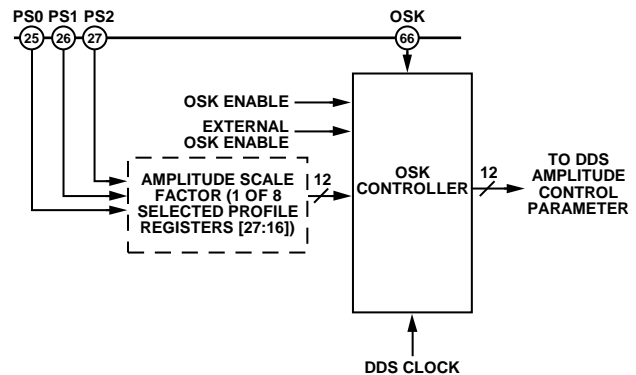 PS0 PS1 PS2
OSK
25 26 27
66
OSK ENABLE
EXTERNAL
OSK ENABLE
AMPLITUDE SCALE
FACTOR (1 OF 8
SELECTED PROFILE
REGISTERS [27:16])
12
OSK
CONTROLLER
12
TO DDS
AMPLITUDE
CONTROL
PARAMETER
DDS CLOCK